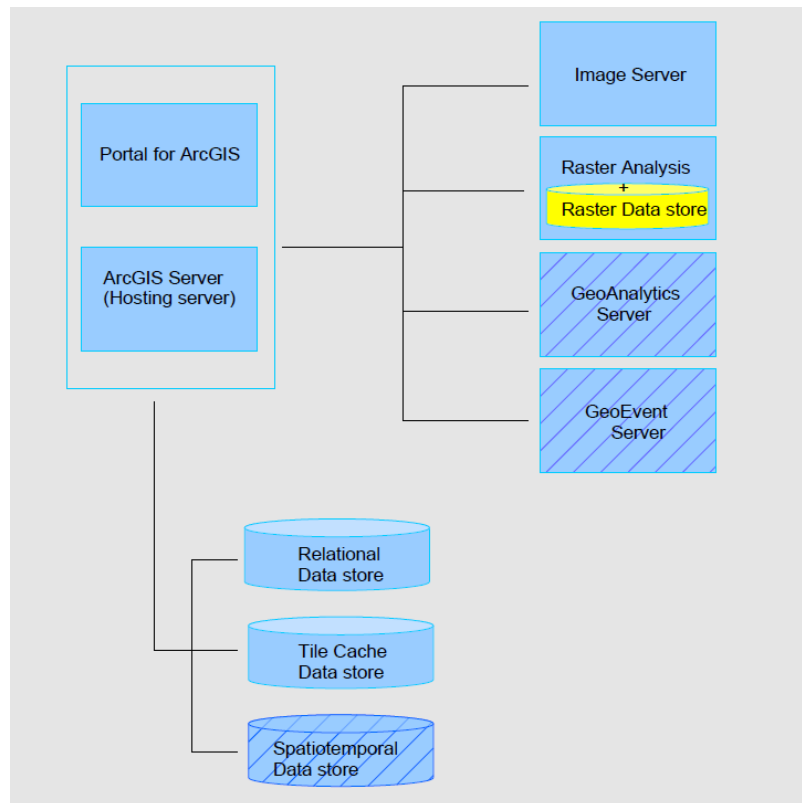 Portal for ArcGIS
ArcGIS Server
(Hosting server)
Image Server
Raster Analysis
+
Raster Data store
GeoAnalytics
Server
GeoEvent
Server
Relational
Data store
Tile Cache
Data store
Spatiotemporal
Data store